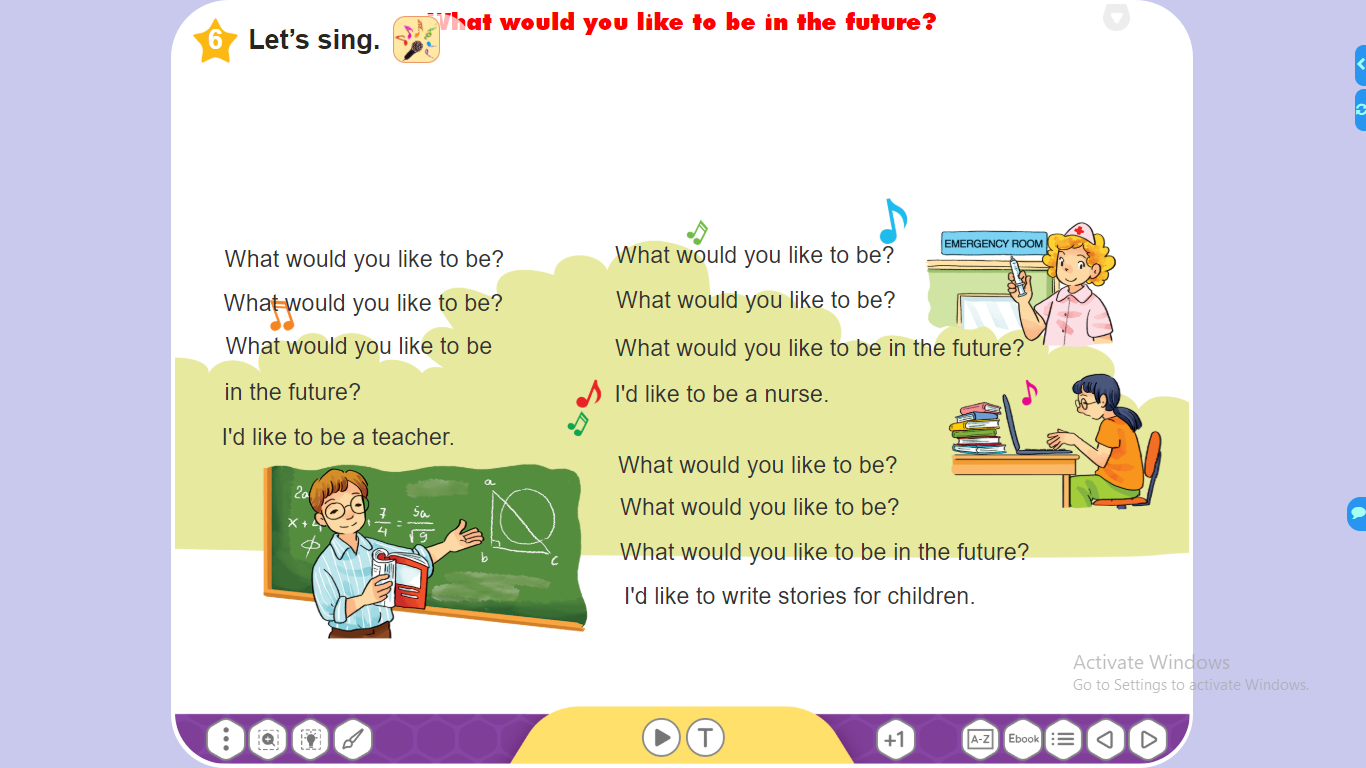 What would you like to be in the future?
6 Let's sing.
What would you like to be?
What would you like to be?
What would you like to be
in the future?
I'd like to be a teacher.
What would you like to be?
What would you like to be?
What would you like to be in the future?
I'd like to be a nurse.
What would you like to be?
What would you like to be?
What would you like to be in the future?
I'd like to write stories for children.
EMERGENCY ROOM
a
b
c
7
4
=
5a
√9
Activate Windows
Go to Settings to activate Windows.
T
+1
A-Z
Ebook